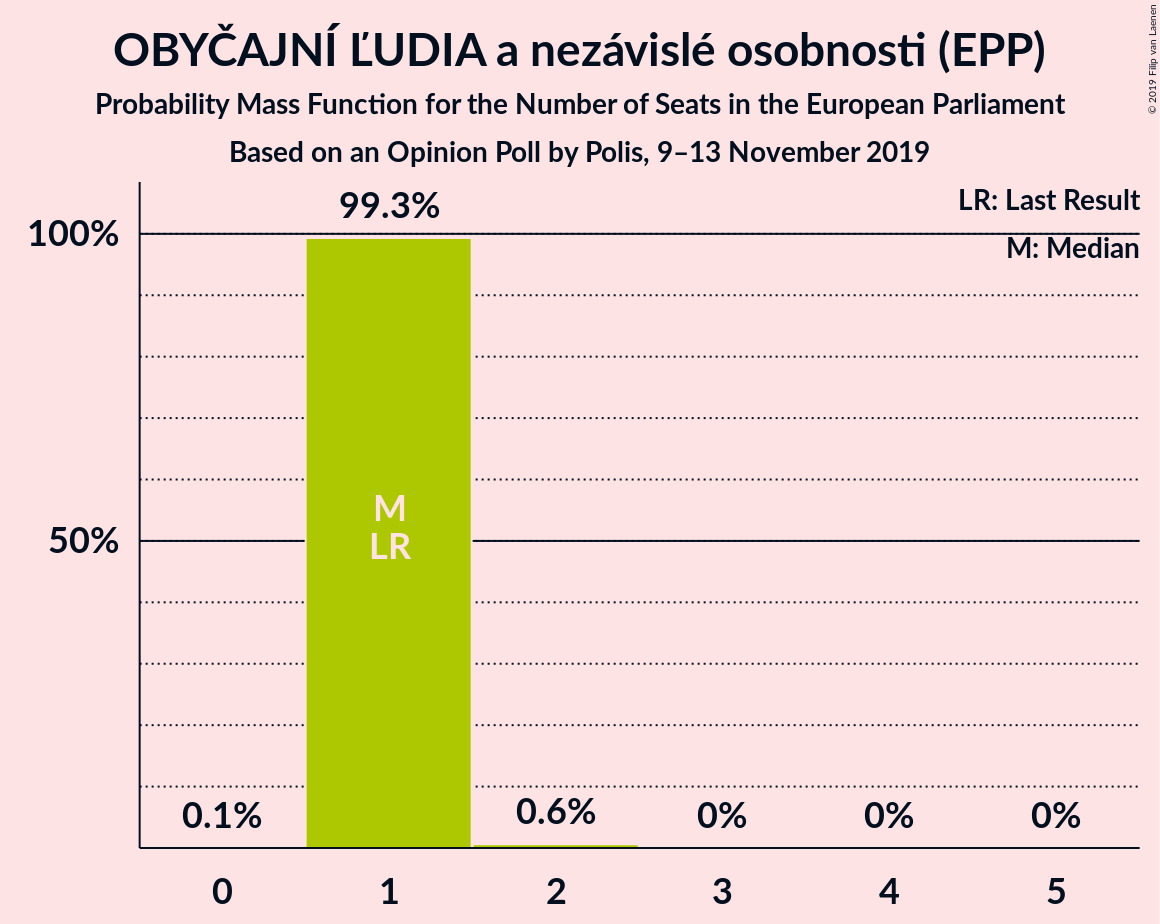 OBYČAJNÍ ĽUDIA a nezávislé osobnosti (EPP)
Probability Mass Function for the Number of Seats in the European Parliament
Based on an Opinion Poll by Polis, 9–13 November 2019
© 2019 Filip van Laenen
LR: Last Result
M: Median
99.3%
100%
M
LR
50%
0.1%
0.6%
0%
0%
0%
0
1
2
3
4
5